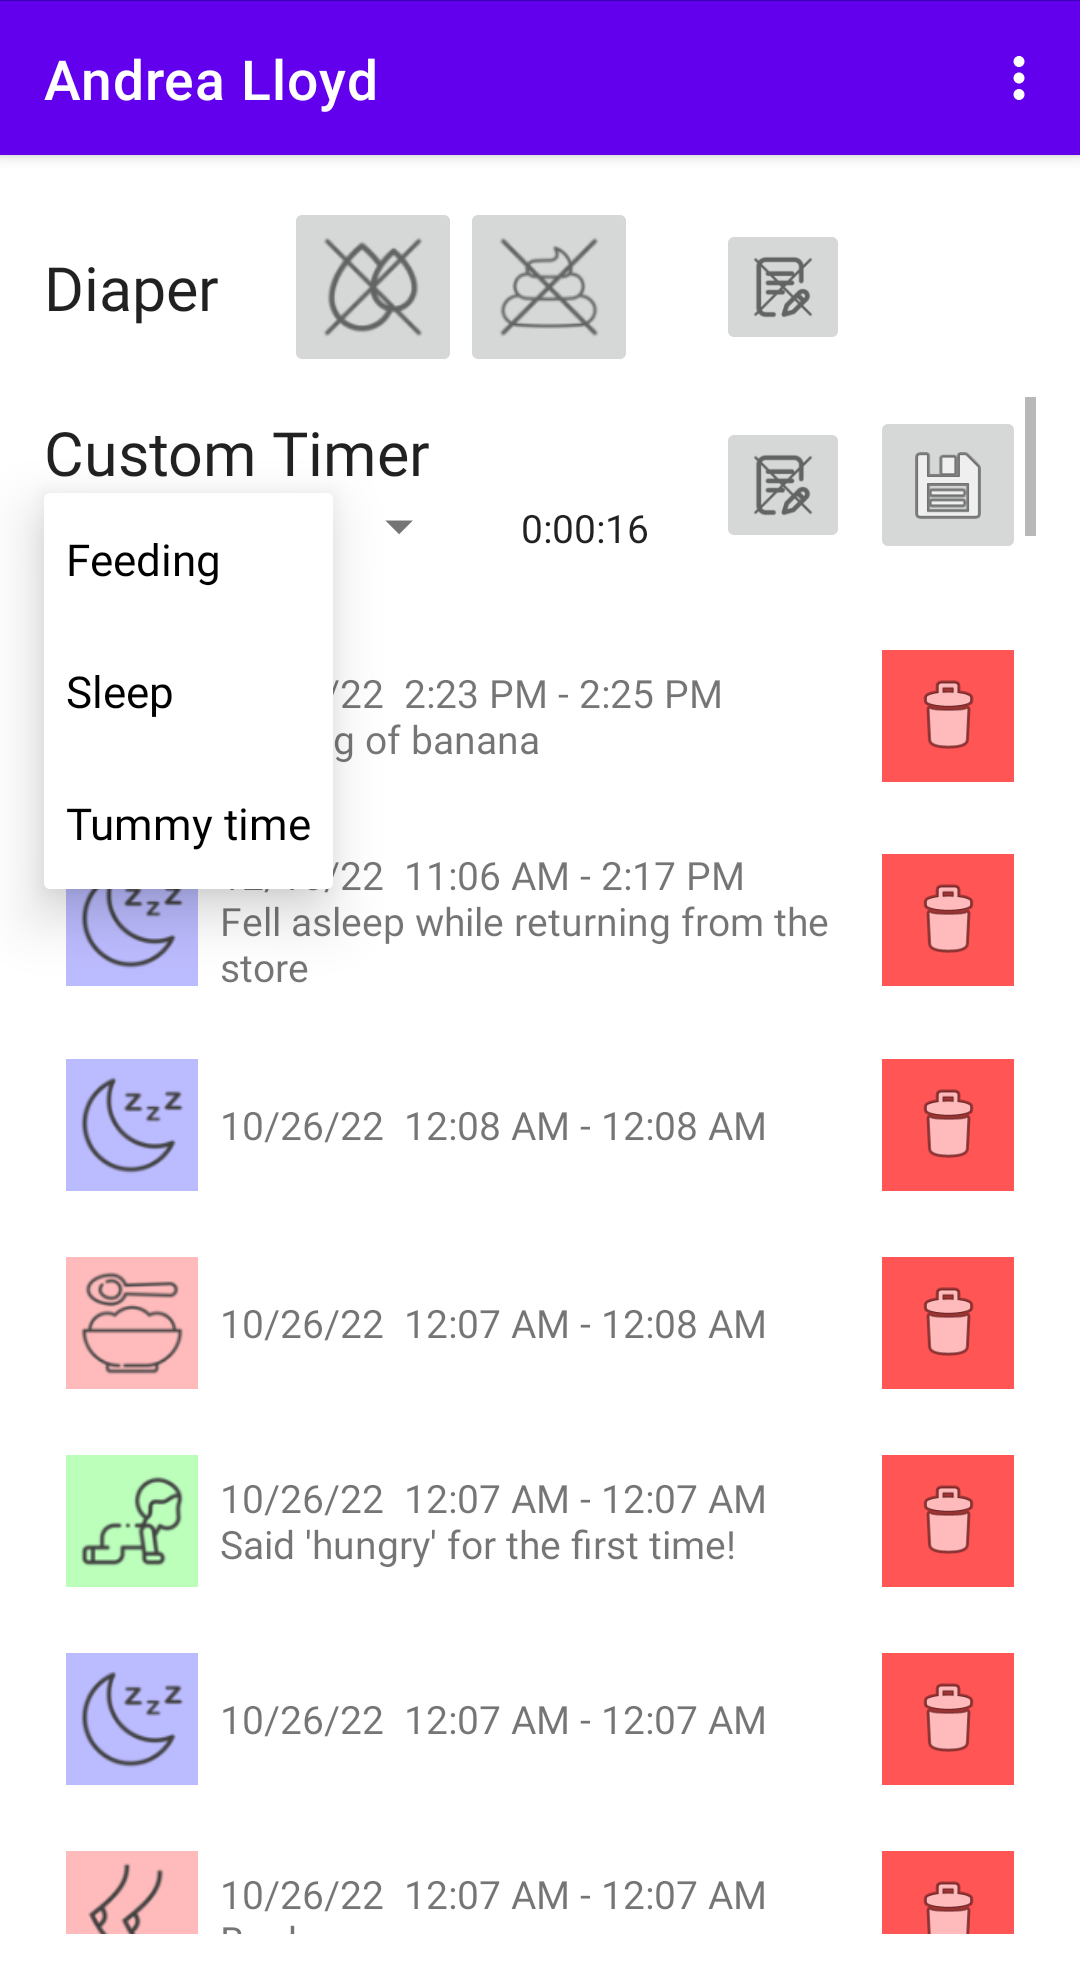 Andrea Lloyd
Diaper
Custom Timer
0:00:16
Feeding
Sleep
Tummy time
/22 2:23 PM - 2:25 PM
g of banana
/22 11:06 AM - 2:17 PM
Fell asleep while returning from the
store
10/26/22 12:08 AM - 12:08 AM
10/26/22 12:07 AM - 12:08 AM
10/26/22 12:07 AM - 12:07 AM
Said 'hungry' for the first time!
10/26/22 12:07 AM - 12:07 AM
10/26/22 12:07 AM - 12:07 AM